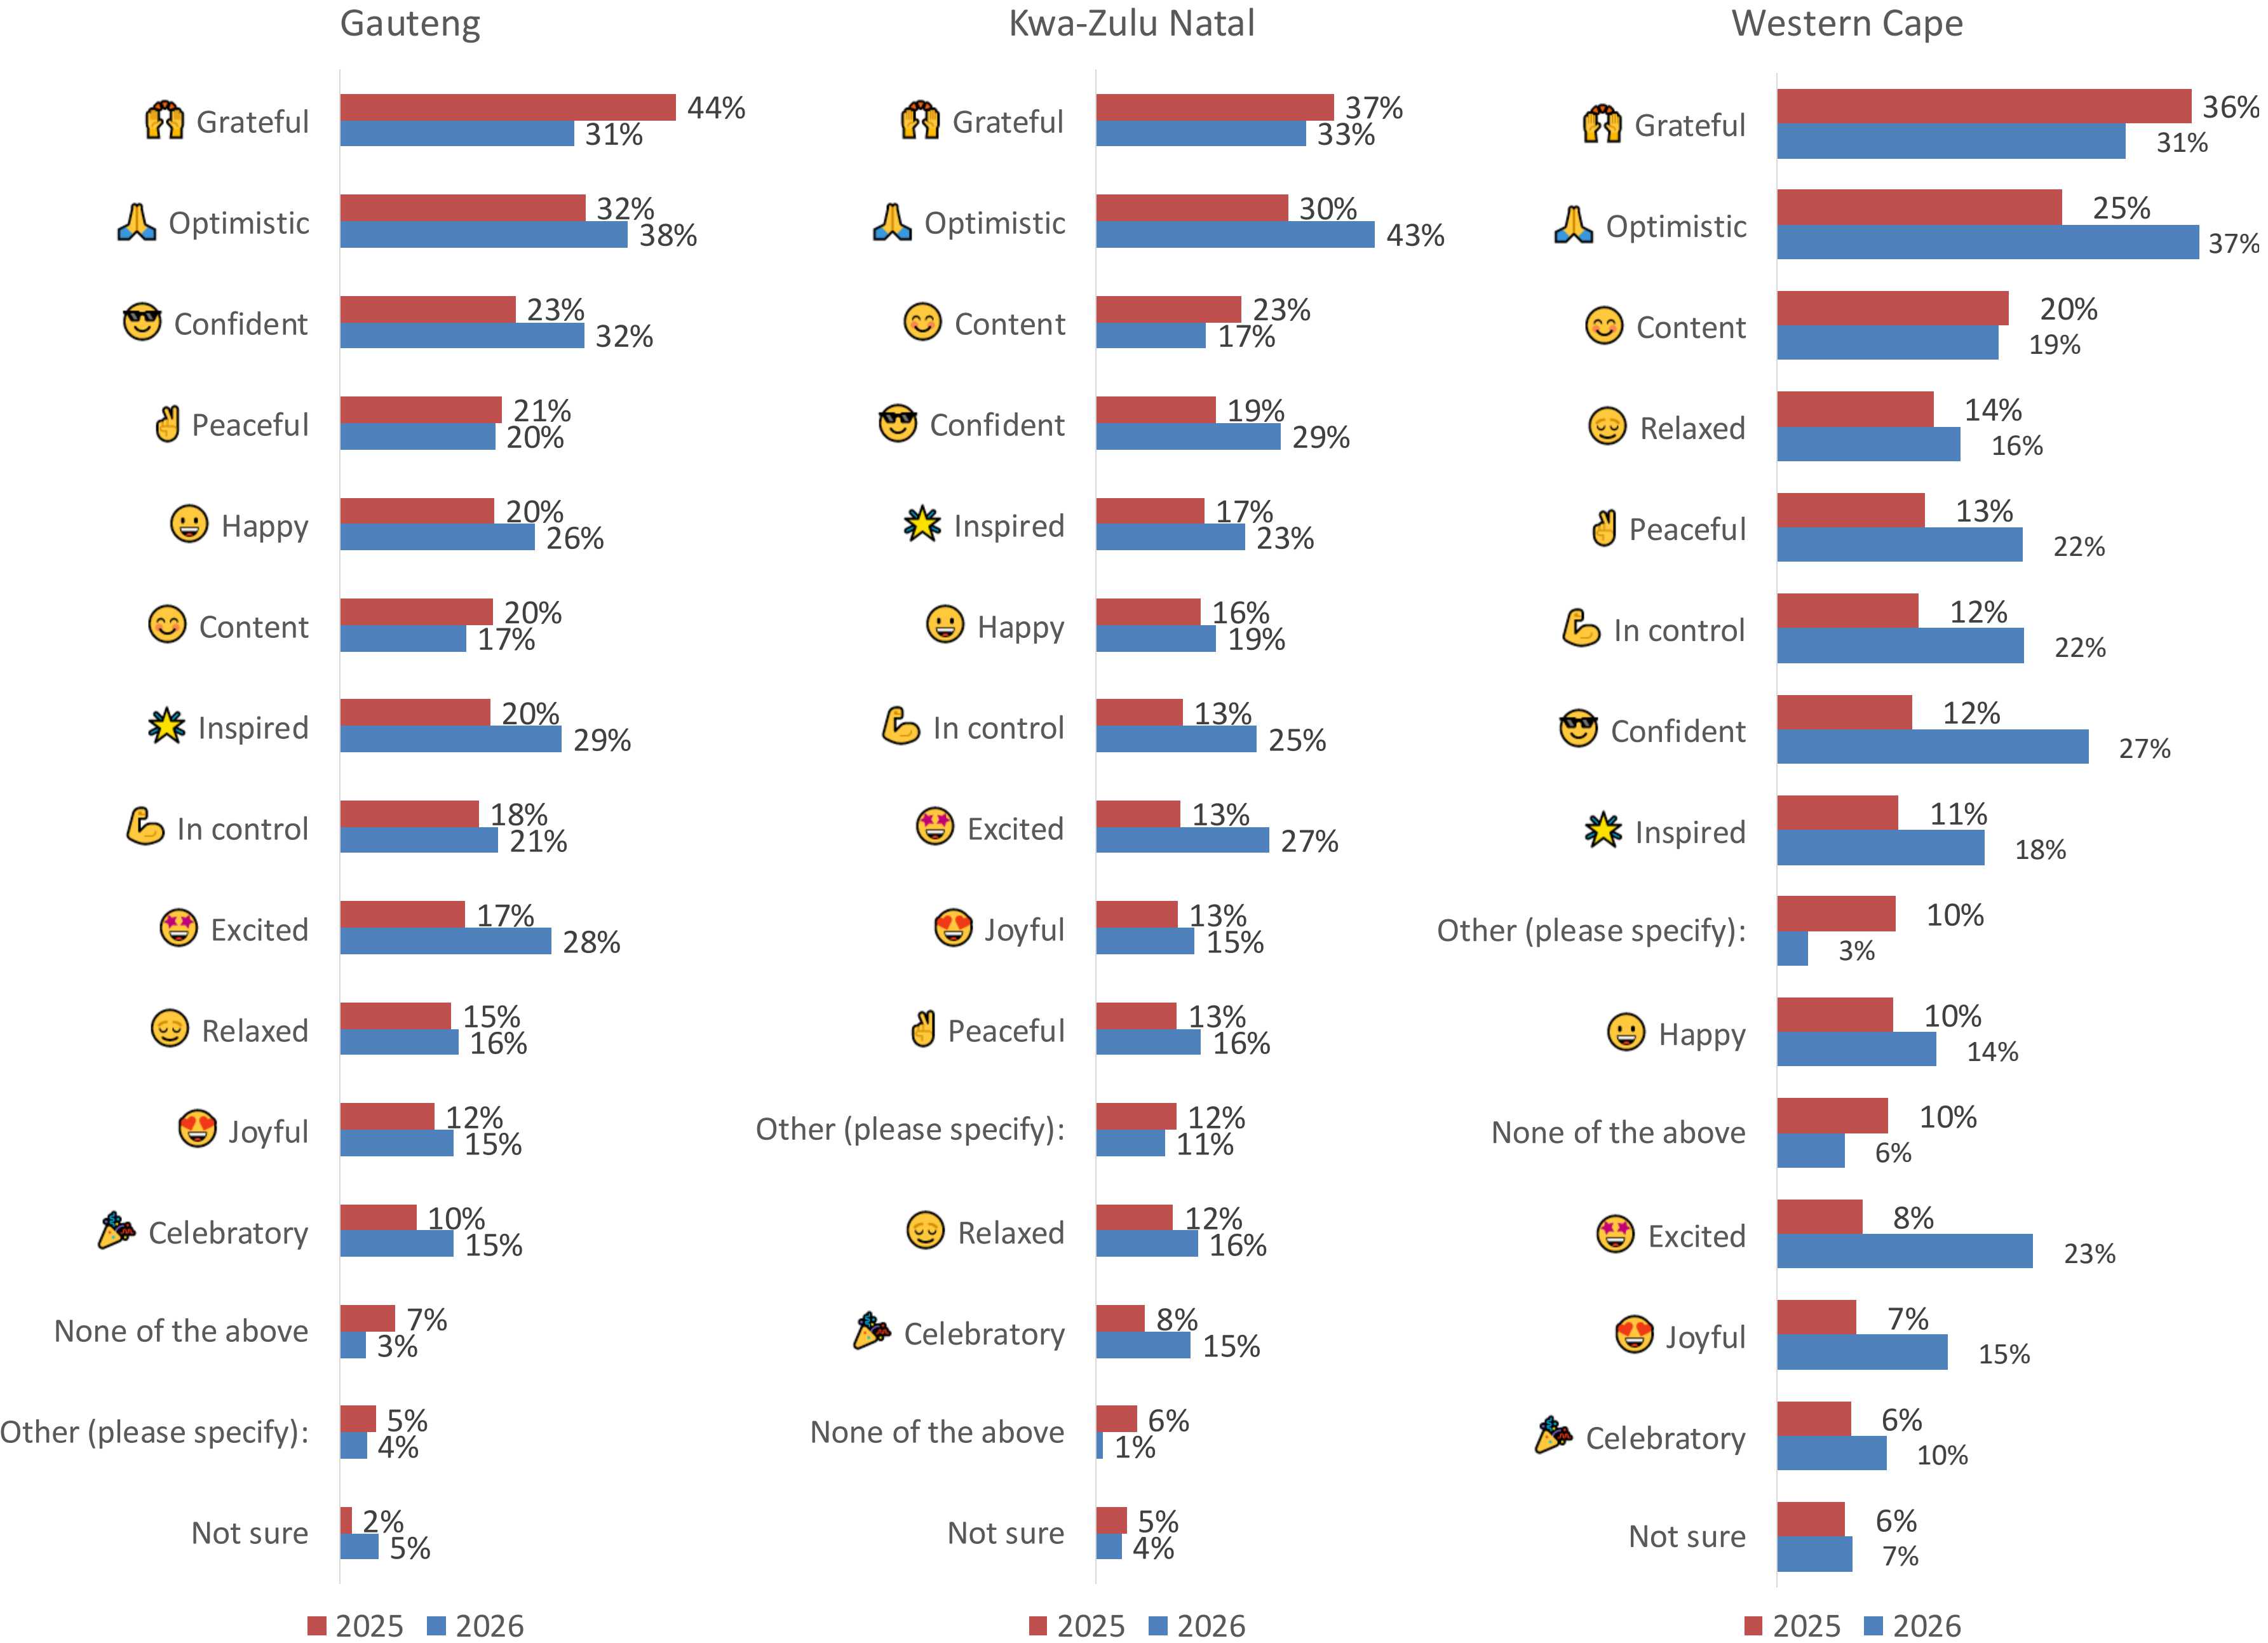 Gauteng
Grateful
44%
31%
Optimistic
32%
38%
Confident
23%
32%
Peaceful
21%
20%
Happy
20%
26%
Content
20%
17%
Inspired
20%
29%
In control
18%
21%
Excited
17%
28%
Relaxed
15%
16%
Joyful
12%
15%
Celebratory
10%
15%
None of the above
7%
3%
Other (please specify):
5%
4%
Not sure
2%
5%
2025
2026
Kwa-Zulu Natal
Grateful
37%
33%
Optimistic
30%
43%
Content
23%
17%
Confident
19%
29%
Inspired
17%
23%
Happy
16%
19%
In control
13%
25%
Excited
13%
27%
Joyful
13%
15%
Peaceful
13%
16%
Other (please specify):
12%
11%
Relaxed
12%
16%
Celebratory
8%
15%
None of the above
6%
1%
Not sure
5%
4%
2025
2026
Western Cape
Grateful
36%
31%
Optimistic
25%
37%
Content
20%
19%
Relaxed
14%
16%
Peaceful
13%
22%
In control
12%
22%
Confident
12%
27%
Inspired
11%
18%
Other (please specify):
10%
3%
Happy
10%
14%
None of the above
10%
6%
Excited
8%
23%
Joyful
7%
15%
Celebratory
6%
10%
Not sure
6%
7%
2025
2026